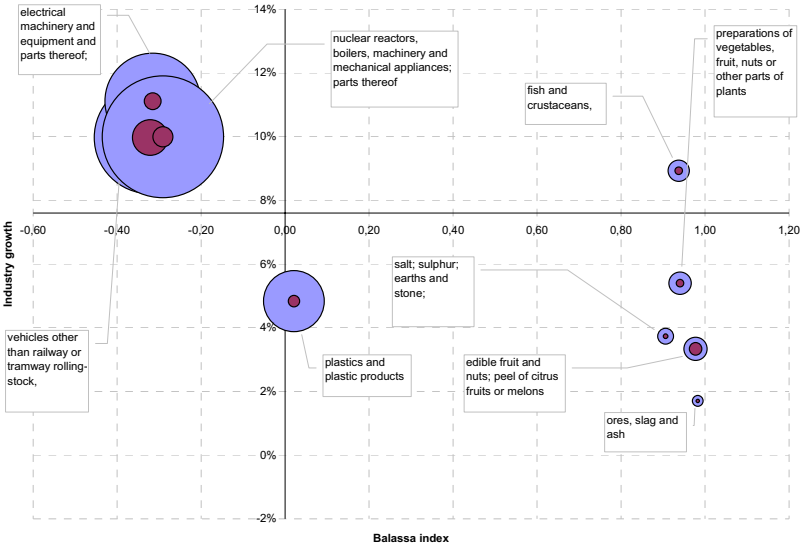 14%
electrical
machinery and
equipment and
parts thereof;
nuclear reactors,
boilers, machinery and
mechanical appliances;
parts thereof
preparations of
vegetables,
fruit, nuts or
other parts of
plants
12%
fish and
crustaceans,
10%
8%
-0,60
-0,40
-0,20
0,00
0,20
0,40
0,60
0,80
1,00
1,20
Industry growth
6%
salt; sulphur;
earths and
stone;
4%
vehicles other
than railway or
tramway rolling-
stock,
plastics and
plastic products
edible fruit and
nuts; peel of citrus
fruits or melons
2%
ores, slag and
ash
0%
-2%
Balassa index